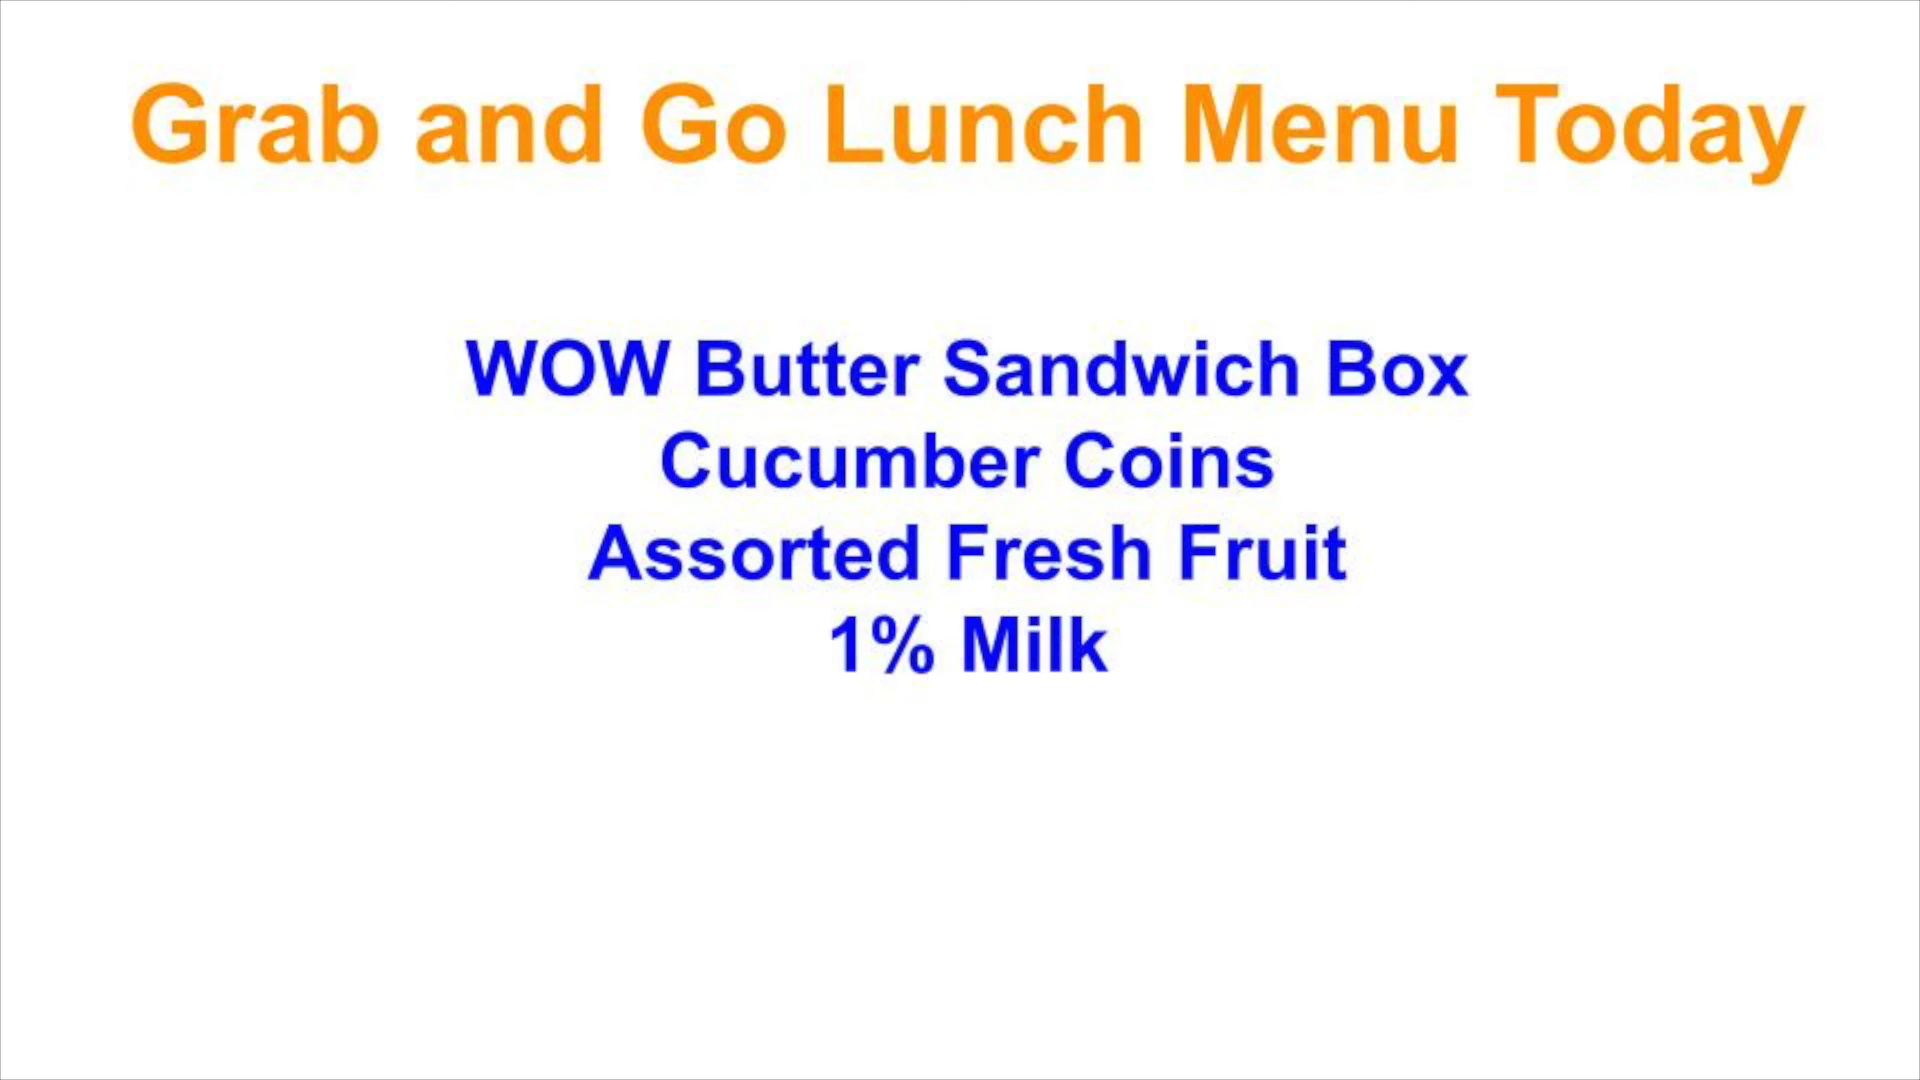 Grab and Go Lunch Menu Today
WOW Butter Sandwich Box
Cucumber Coins
Assorted Fresh Fruit
1% Milk